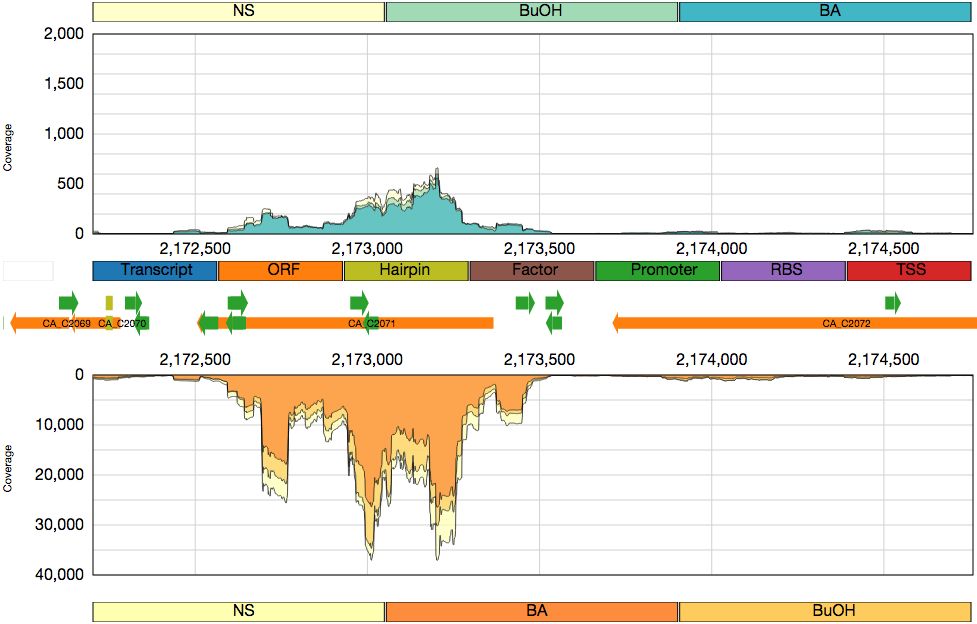 NS BuOH BA
2,000
1,500
1,000
500
0
Coverage
2,172,500 2,173,000 2,173,500 2,174,000 2,174,500
Transcript ORF Hairpin Factor Promoter RBS TSS
CA_C2069 CA_C2070 CA_C2071 CA_C2072
2,172,500 2,173,000 2,173,500 2,174,000 2,174,500
0
10,000
20,000
30,000
40,000
Coverage
NS BA BuOH